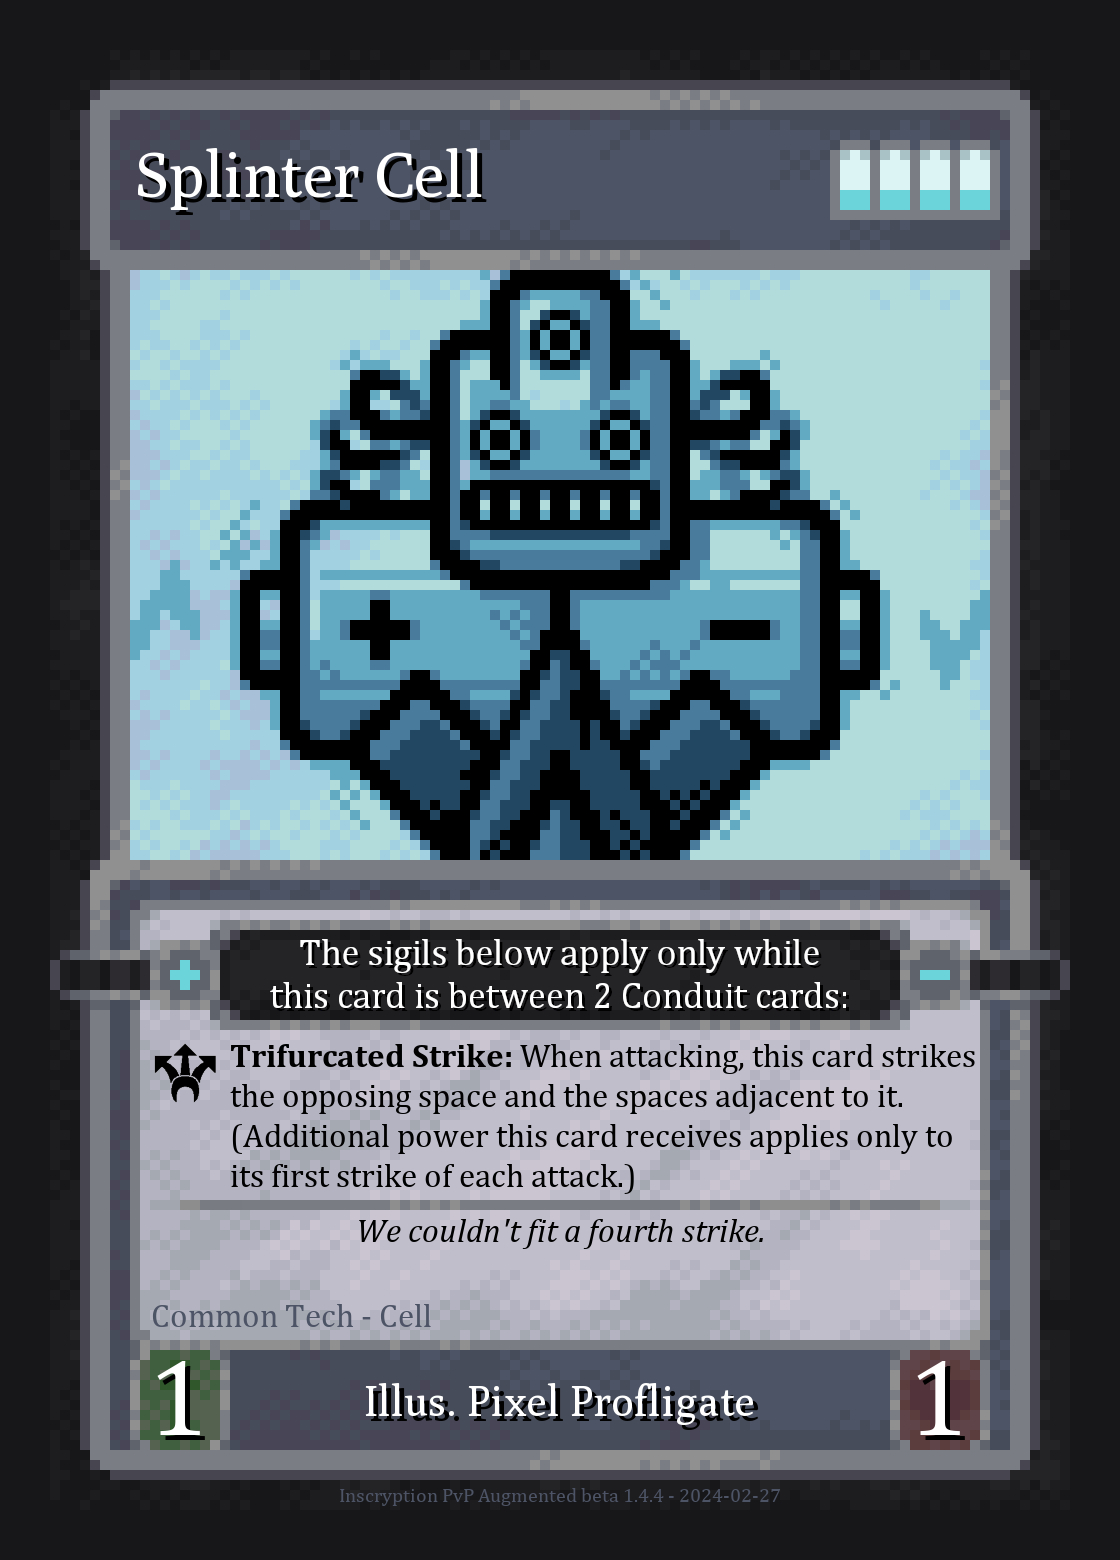 Splinter Cell
The sigils below apply only while
this card is between 2 Conduit cards:
Trifurcated Strike: When attacking, this card strikes
the opposing space and the spaces adjacent to it.
(Additional power this card receives applies only to
its first strike of each attack.)
We couldn't fit a fourth strike.
Common Tech - Cell
1
Illus. Pixel Profligate
1
Inscryption PvP Augmented beta 1.4.4 - 2024-02-27